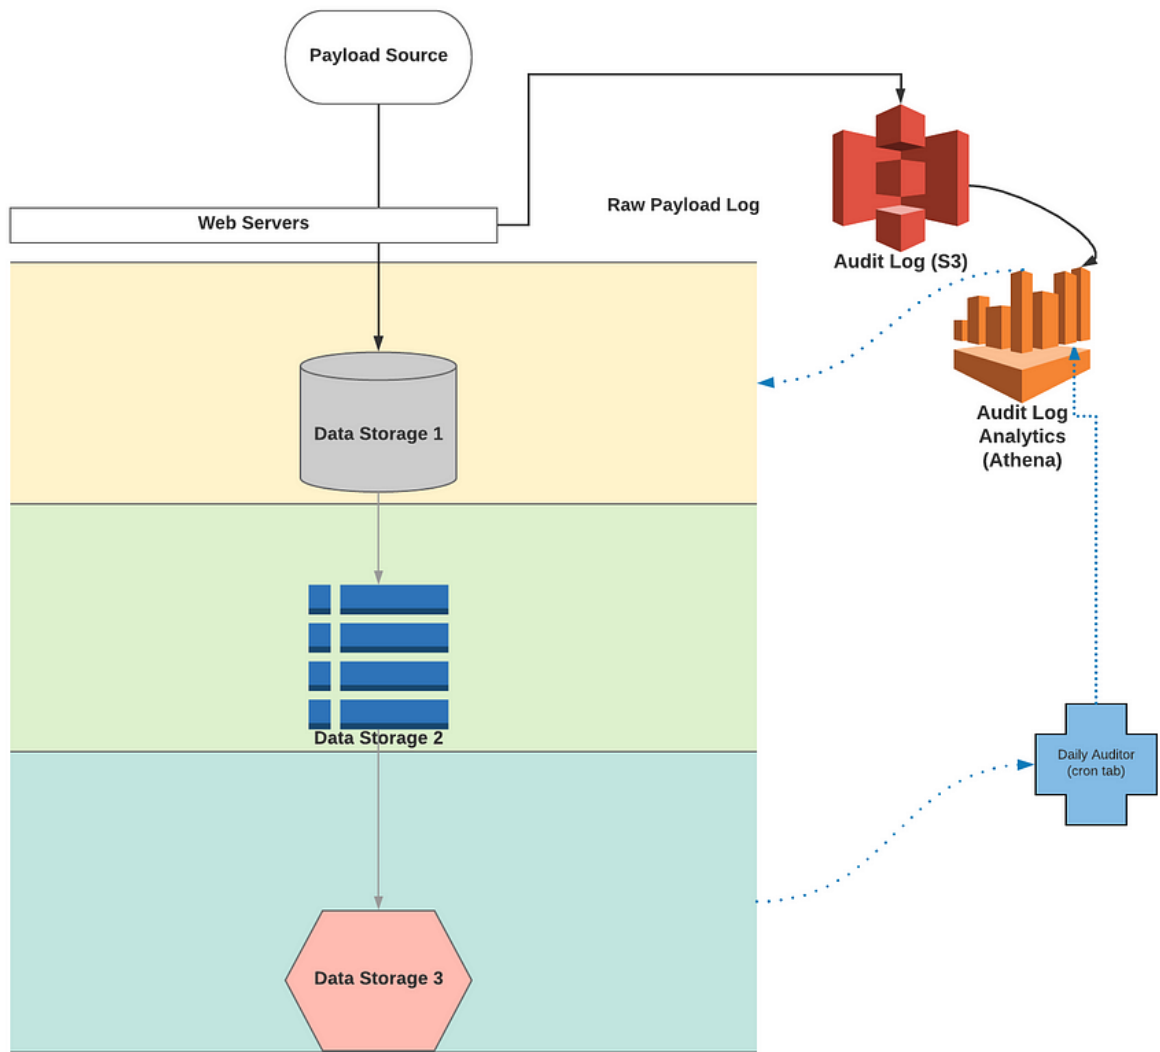 Payload Source
Web Servers
Raw Payload Log
Audit Log (S3)
Data Storage 1
Audit Log
Analytics
(Athena)
Data Storage 2
Daily Auditor
(cron tab)
Data Storage 3